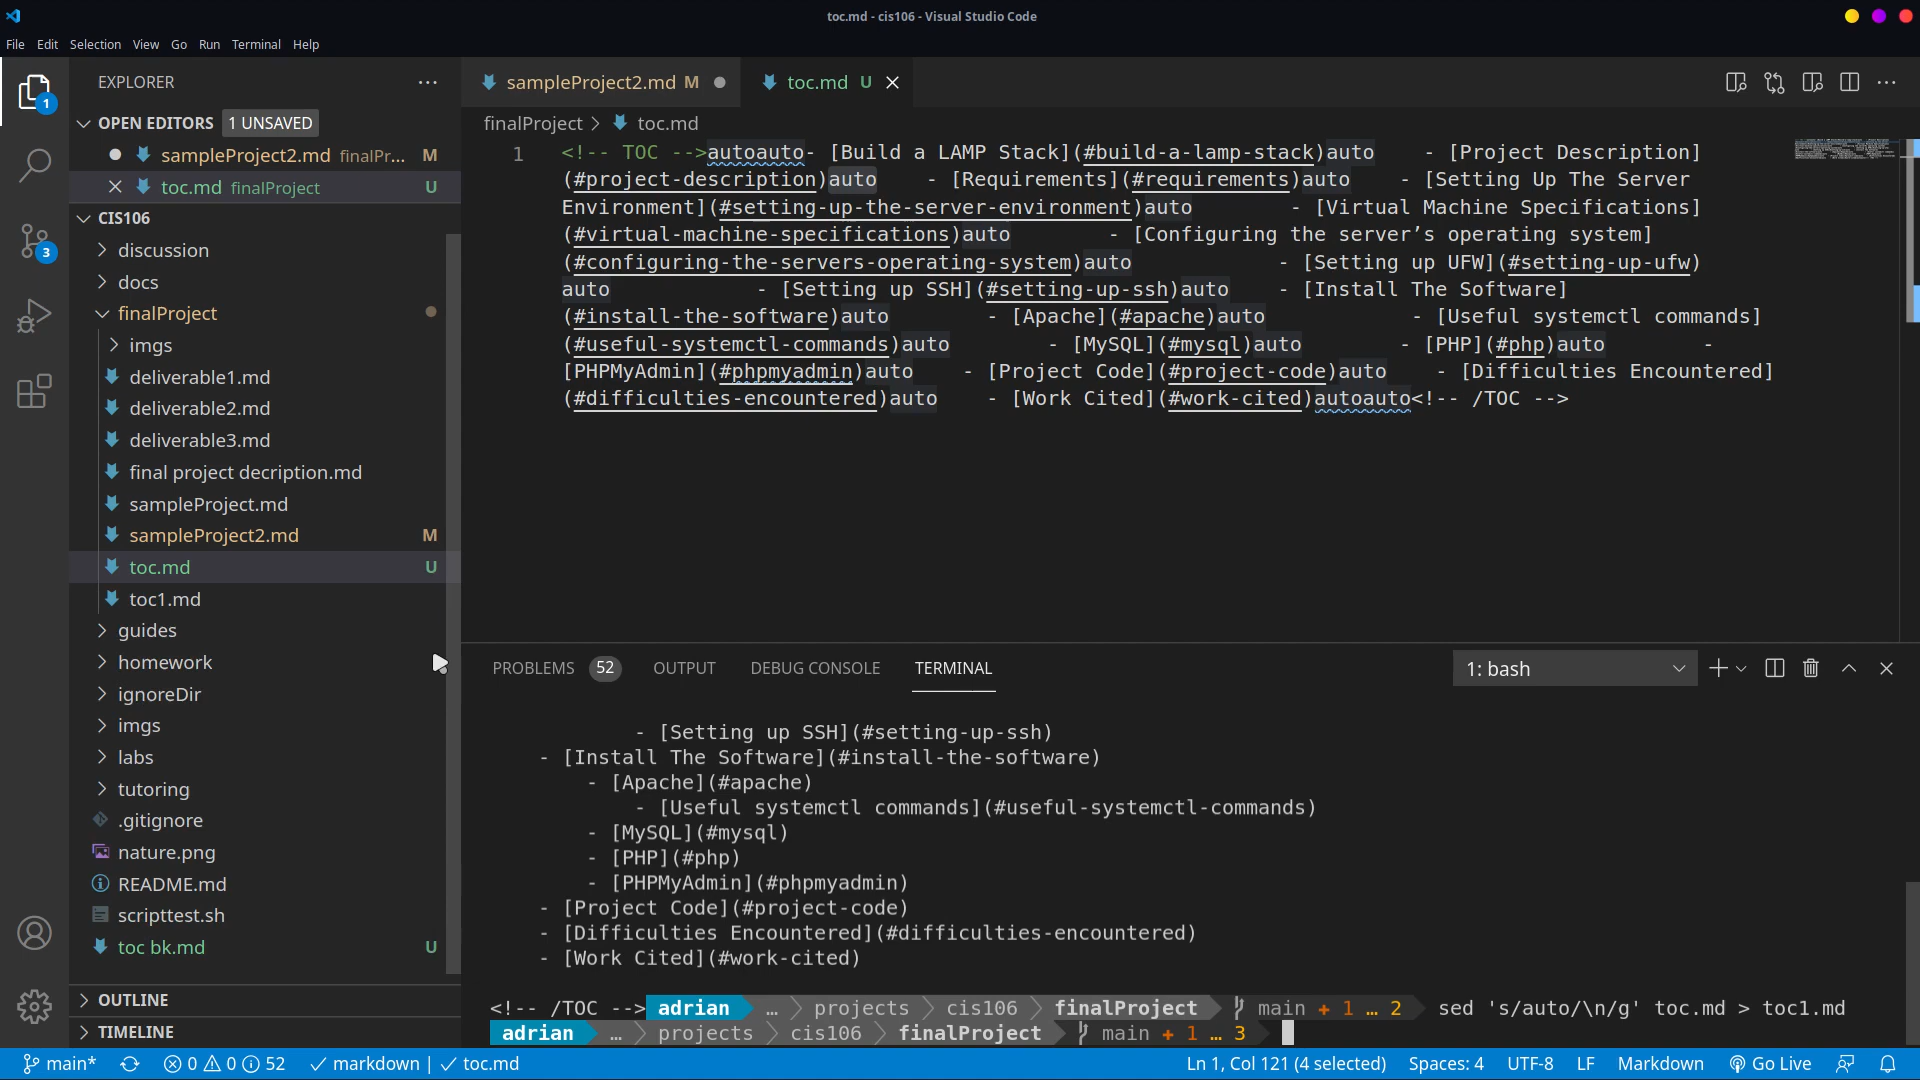 toc.md - cis106 - Visual Studio Code
File Edit Selection View Go Run Terminal Help
1
3
EXPLORER
OPEN EDITORS 1 UNSAVED
sampleProject2.md finalPr... M
toc.md finalProject U
CIS106
discussion
docs
finalProject
imgs
deliverable1.md
deliverable2.md
deliverable3.md
final project decription.md
sampleProject.md
sampleProject2.md M
toc.md U
toc1.md
guides
homework
ignoreDir
imgs
labs
tutoring
.gitignore
nature.png
README.md
scripttest.sh
toc bk.md U
OUTLINE
TIMELINE
sampleProject2.md M
toc.md U
finalProject > toc.md
1 <!-- TOC -->autoauto- [Build a LAMP Stack](#build-a-lamp-stack)auto    - [Project Description]
(#project-description)auto    - [Requirements](#requirements)auto    - [Setting Up The Server
Environment](#setting-up-the-server-environment)auto        - [Virtual Machine Specifications]
(#virtual-machine-specifications)auto        - [Configuring the server’s operating system]
(#configuring-the-servers-operating-system)auto            - [Setting up UFW](#setting-up-ufw)
auto            - [Setting up SSH](#setting-up-ssh)auto    - [Install The Software]
(#install-the-software)auto        - [Apache](#apache)auto            - [Useful systemctl commands]
(#useful-systemctl-commands)auto        - [MySQL](#mysql)auto        - [PHP](#php)auto        -
[PHPMyAdmin](#phpmyadmin)auto    - [Project Code](#project-code)auto    - [Difficulties Encountered]
(#difficulties-encountered)auto    - [Work Cited](#work-cited)autoauto<!-- /TOC -->
PROBLEMS 52 OUTPUT DEBUG CONSOLE TERMINAL
1: bash
- [Setting up SSH](#setting-up-ssh)
- [Install The Software](#install-the-software)
- [Apache](#apache)
- [Useful systemctl commands](#useful-systemctl-commands)
- [MySQL](#mysql)
- [PHP](#php)
- [PHPMyAdmin](#phpmyadmin)
- [Project Code](#project-code)
- [Difficulties Encountered](#difficulties-encountered)
- [Work Cited](#work-cited)
<!-- /TOC --> adrian … projects cis106 finalProject main + 1 … 2 sed 's/auto/\n/g' toc.md > toc1.md
adrian … projects cis106 finalProject main + 1 … 3
main* 0 0 52 markdown | toc.md Ln 1, Col 121 (4 selected) Spaces: 4 UTF-8 LF Markdown Go Live